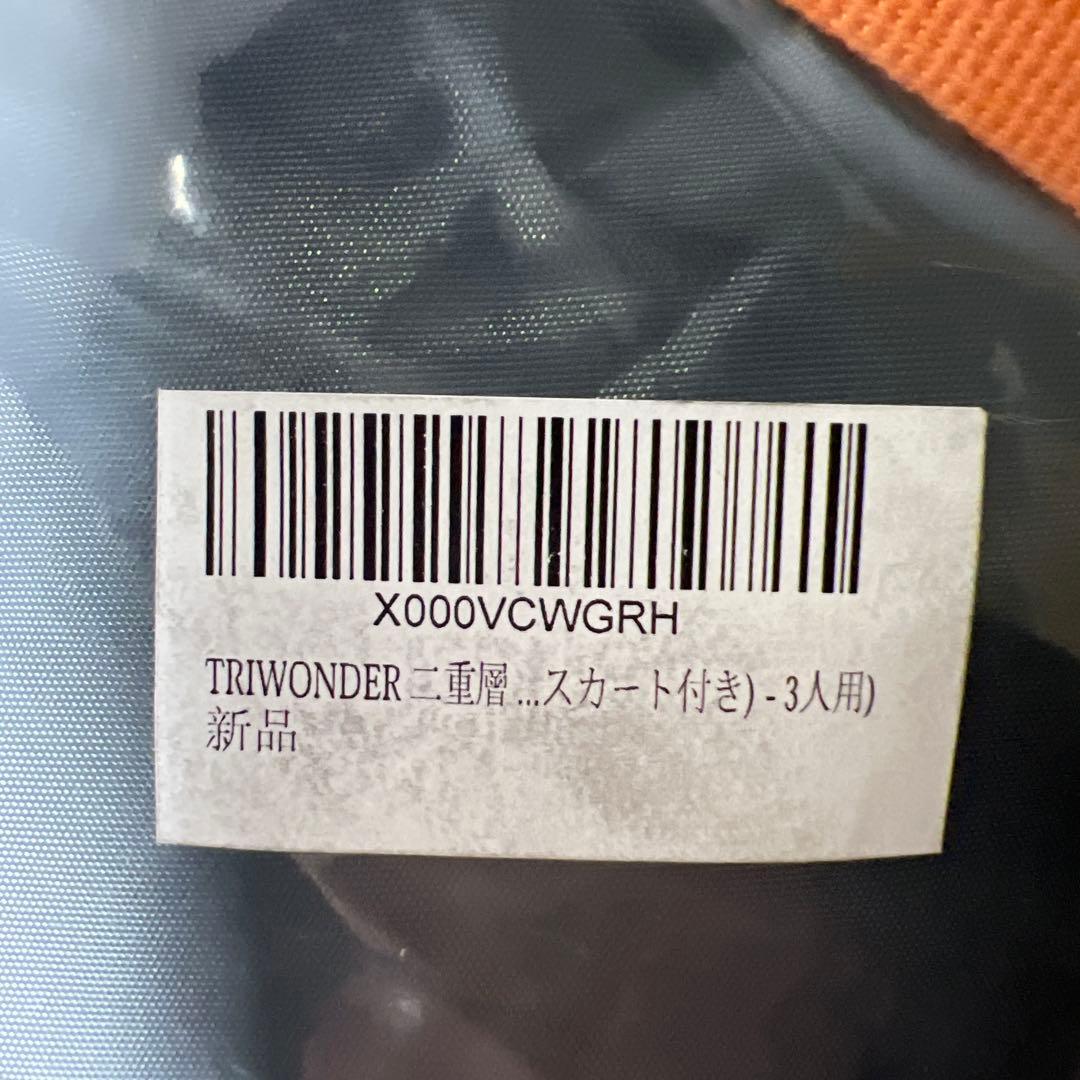 X000VCWGRH
TRIWONDER 二重層 ...スカート付き) - 3人用)
新品